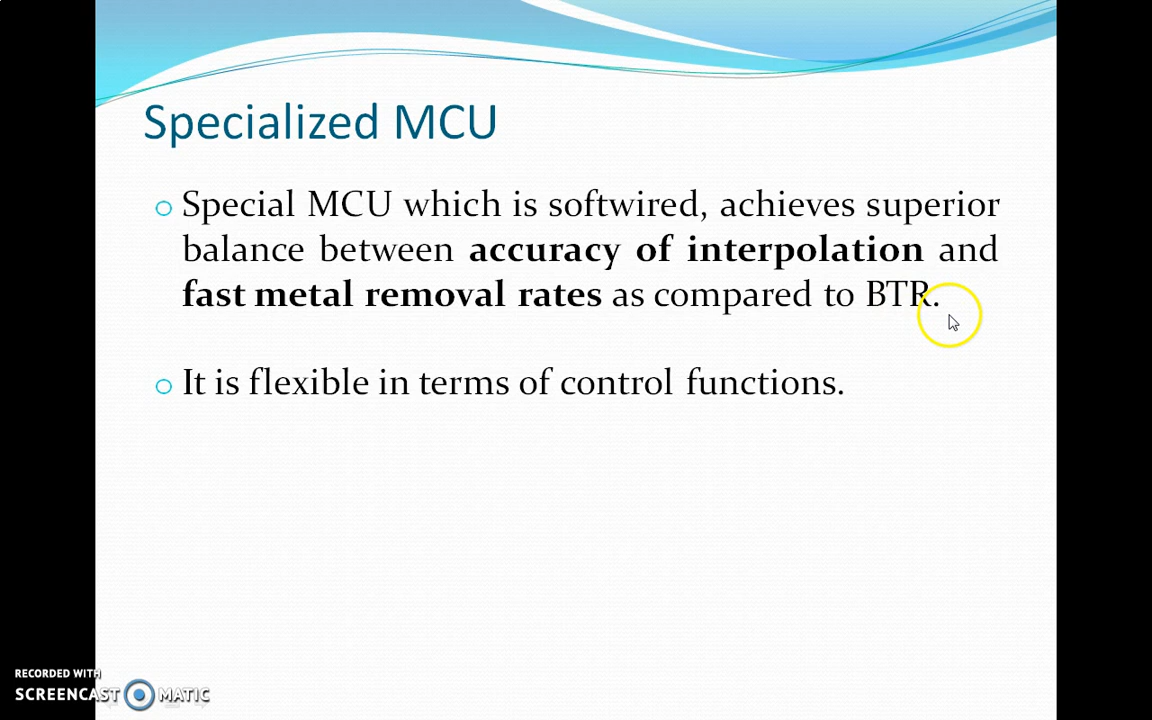 Specialized MCU
Special MCU which is softwired, achieves superior
balance between accuracy of interpolation and
fast metal removal rates as compared to BTR.
It is flexible in terms of control functions.
RECORDED WITH
SCREENCAST MATIC